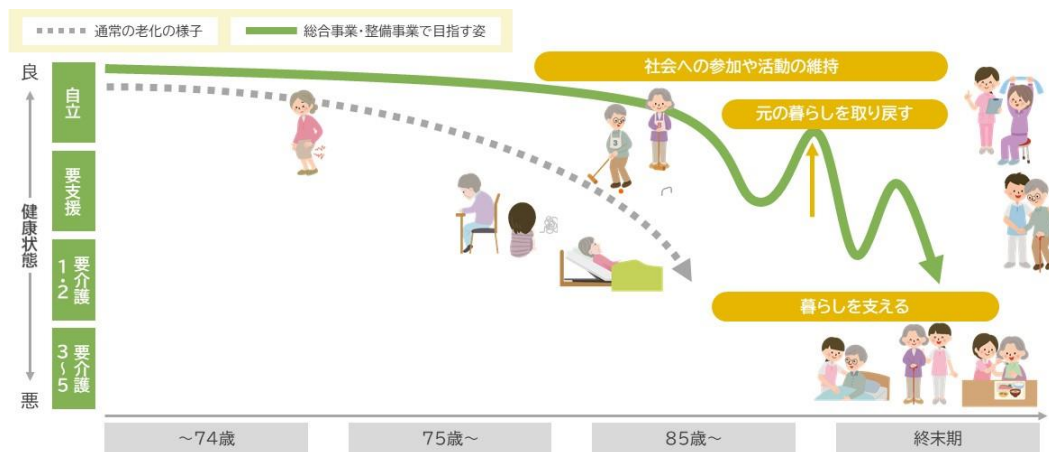 通常の老化の様子
総合事業・整備事業で目指す姿
良
健康状態
悪
自立
要支援
要介護
1・2
要介護
3〜5
社会への参加や活動の維持
元の暮らしを取り戻す
3
暮らしを支える
〜74歳
75歳〜
85歳〜
終末期